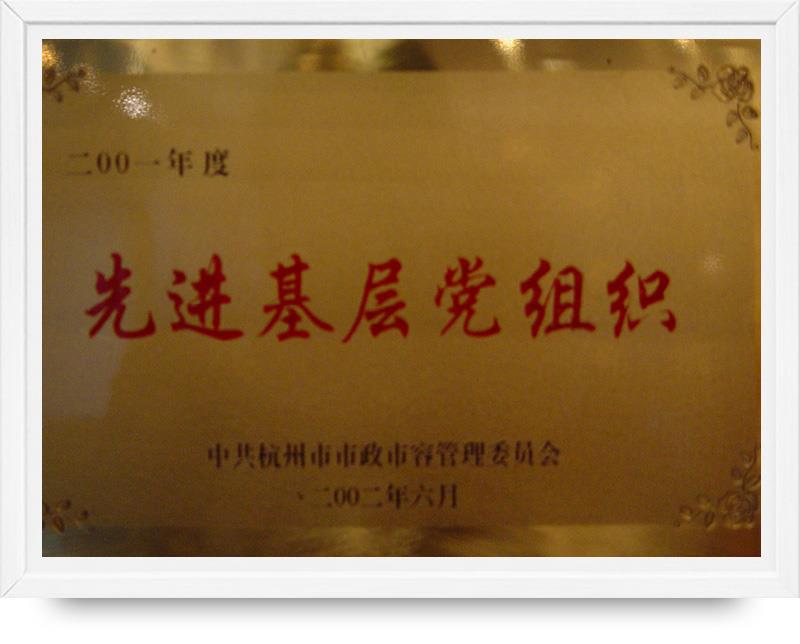 二00一年度
先进基层党组织
中共杭州市市政市容管理委员会
二00二年六月